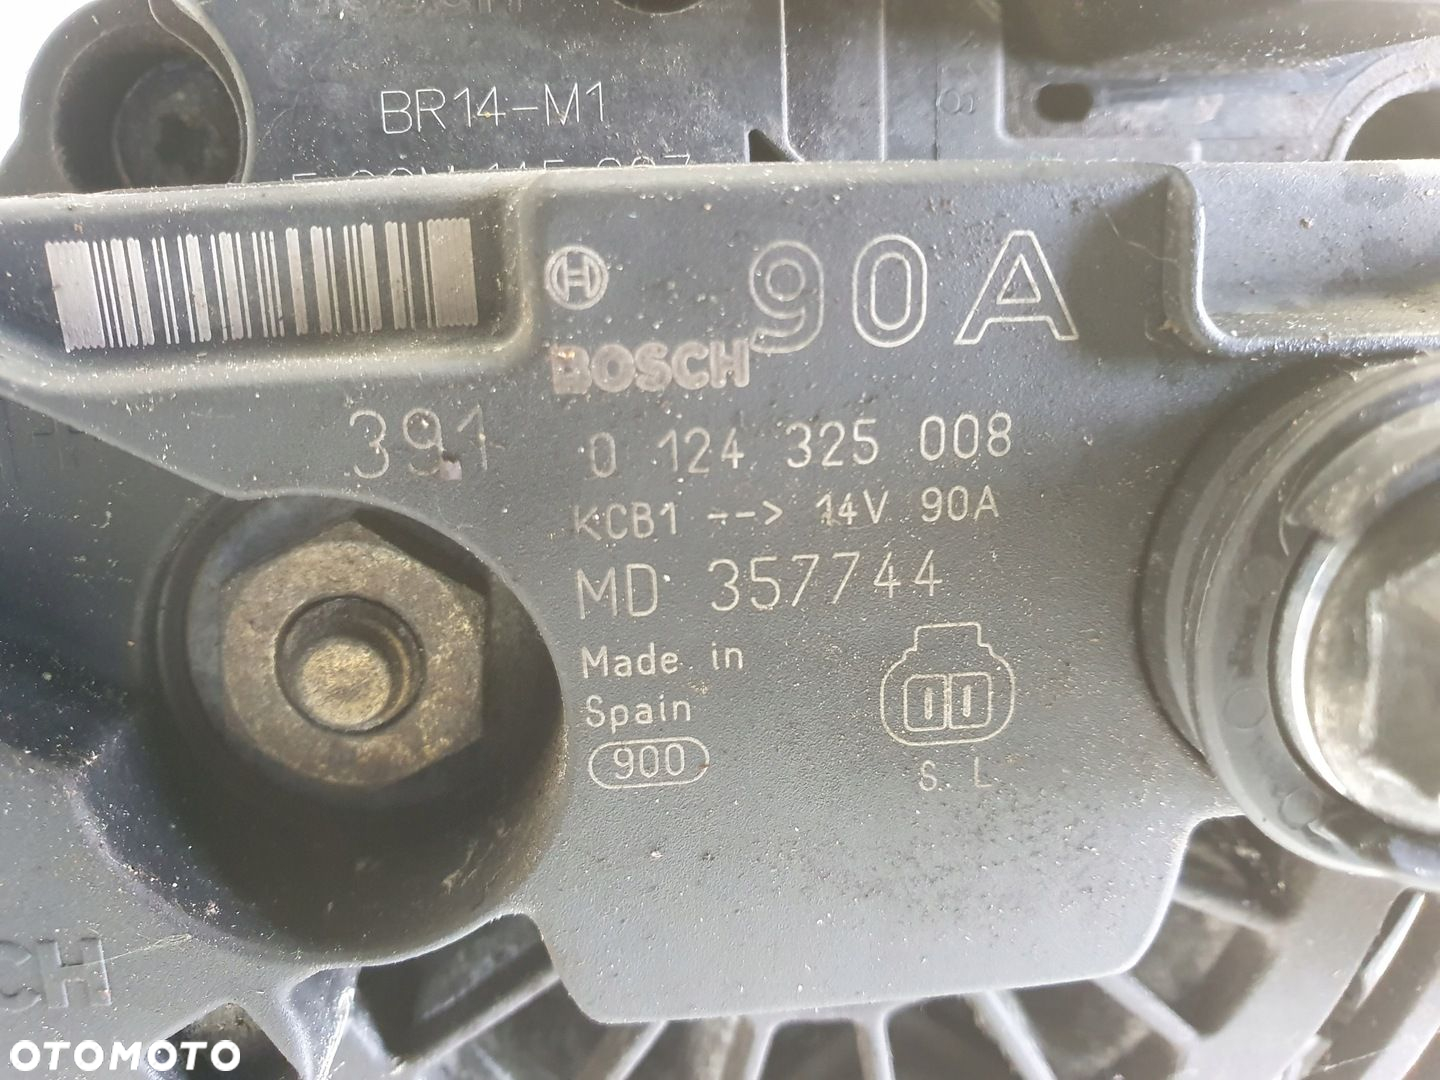 BR14-M1
90A
BOSCH
391
0 124 325 008
KCB1 --> 14V 90A
MD 357744
Made in
Spain
900
S L
CH
OTOMOTO